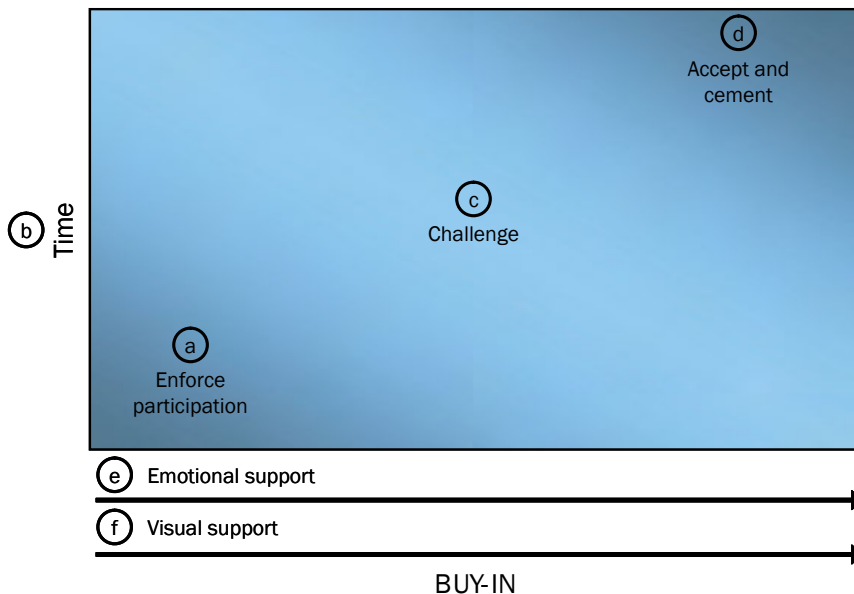 d
Accept and
cement
c
Challenge
b
Time
a
Enforce
participation
e Emotional support
f Visual support
BUY-IN